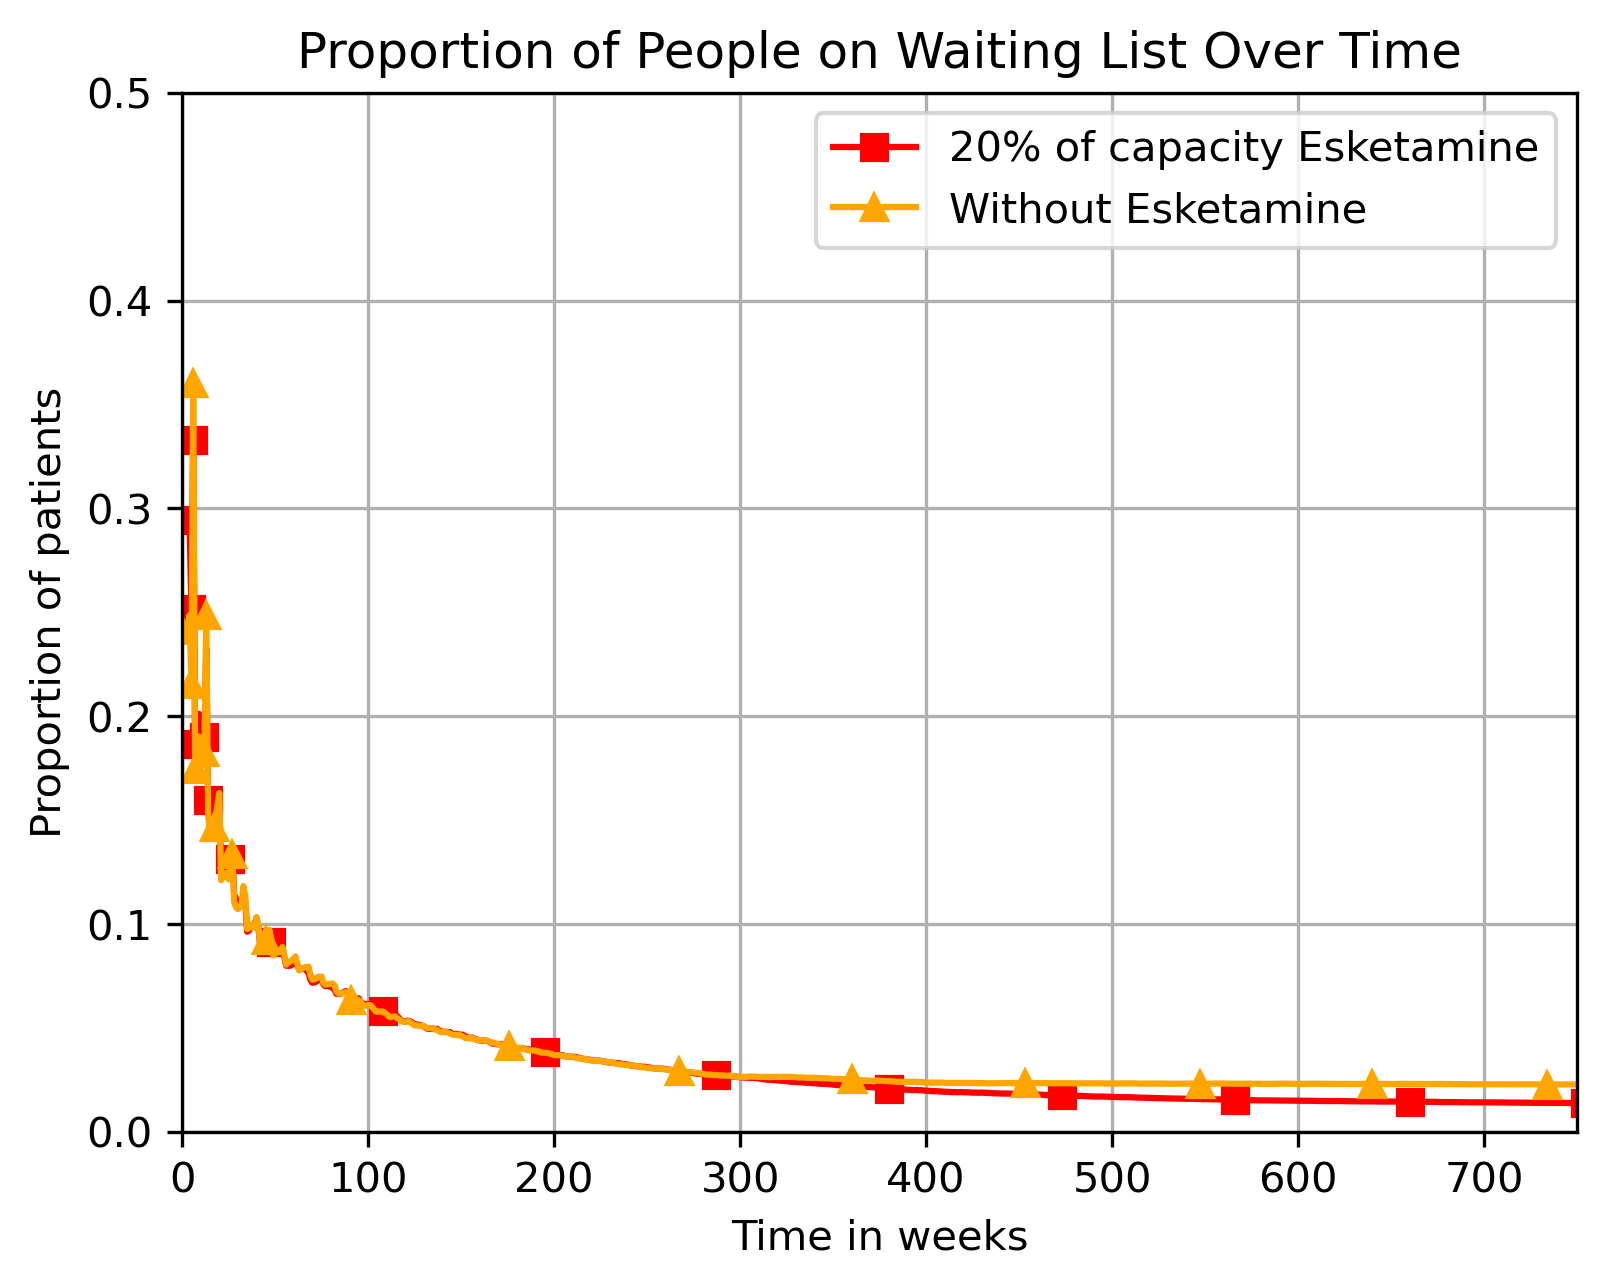 Proportion of People on Waiting List Over Time
20% of capacity Esketamine
Without Esketamine
Proportion of patients
0.5
0.4
0.3
0.2
0.1
0.0
0 100 200 300 400 500 600 700
Time in weeks